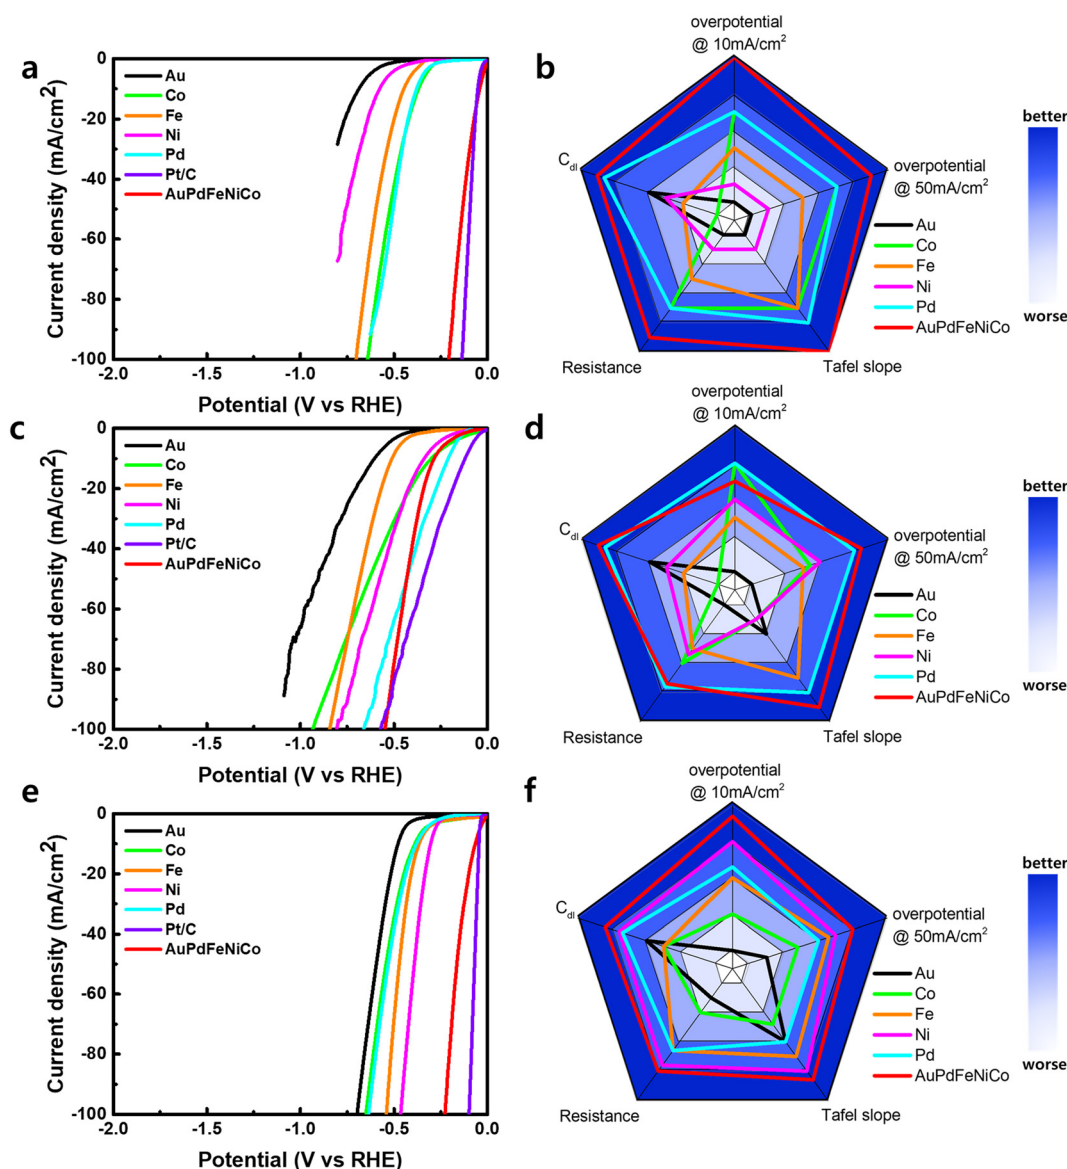 a
0
-20
-40
-60
-80
-100
Current density (mA/cm²)
Au
Co
Fe
Ni
Pd
Pt/C
AuPdFeNiCo
-2.0 -1.5 -1.0 -0.5 0.0
Potential (V vs RHE)
b
overpotential
@ 10mA/cm²
C_dl
overpotential
@ 50mA/cm²
Au
Co
Fe
Ni
Pd
AuPdFeNiCo
Resistance
Tafel slope
better
worse
c
0
-20
-40
-60
-80
-100
Current density (mA/cm²)
Au
Co
Fe
Ni
Pd
Pt/C
AuPdFeNiCo
-2.0 -1.5 -1.0 -0.5 0.0
Potential (V vs RHE)
d
overpotential
@ 10mA/cm²
C_dl
overpotential
@ 50mA/cm²
Au
Co
Fe
Ni
Pd
AuPdFeNiCo
Resistance
Tafel slope
better
worse
e
0
-20
-40
-60
-80
-100
Current density (mA/cm²)
Au
Co
Fe
Ni
Pd
Pt/C
AuPdFeNiCo
-2.0 -1.5 -1.0 -0.5 0.0
Potential (V vs RHE)
f
overpotential
@ 10mA/cm²
C_dl
overpotential
@ 50mA/cm²
Au
Co
Fe
Ni
Pd
AuPdFeNiCo
Resistance
Tafel slope
better
worse